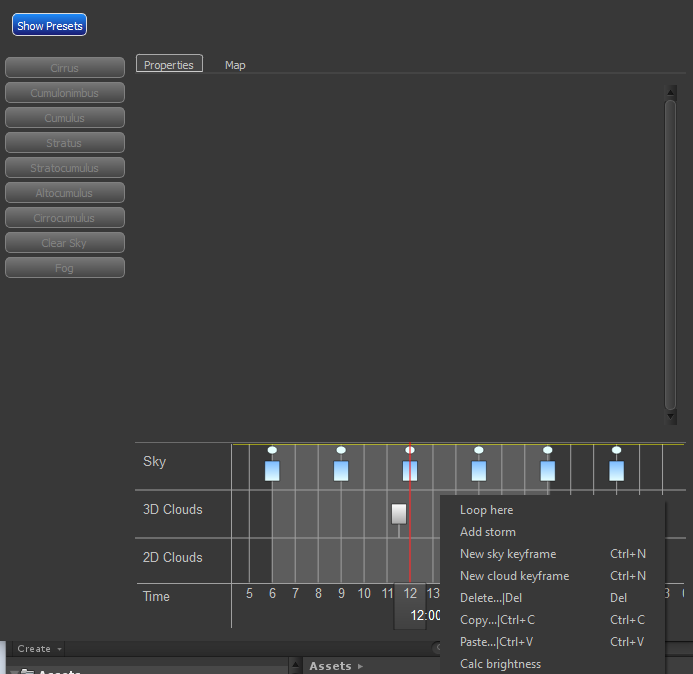 Show Presets
Properties Map
Cirrus
Cumulonimbus
Cumulus
Stratus
Stratocumulus
Altocumulus
Cirrocumulus
Clear Sky
Fog
Sky
3D Clouds
2D Clouds
Time 5 6 7 8 9 10 11 12 13 3 0
12:00
Loop here
Add storm
New sky keyframe Ctrl+N
New cloud keyframe Ctrl+N
Delete...|Del Del
Copy...|Ctrl+C Ctrl+C
Paste...|Ctrl+V Ctrl+V
Calc brightness
Create
Assets
Assets